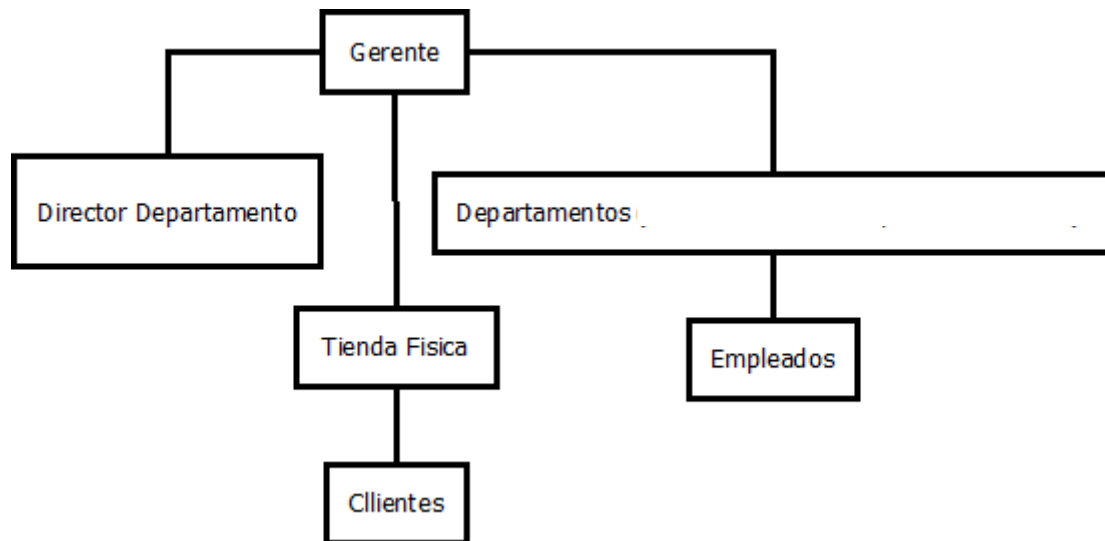 Gerente
Director Departamento
Departamentos
Tienda Fisica
Empleados
Cllientes